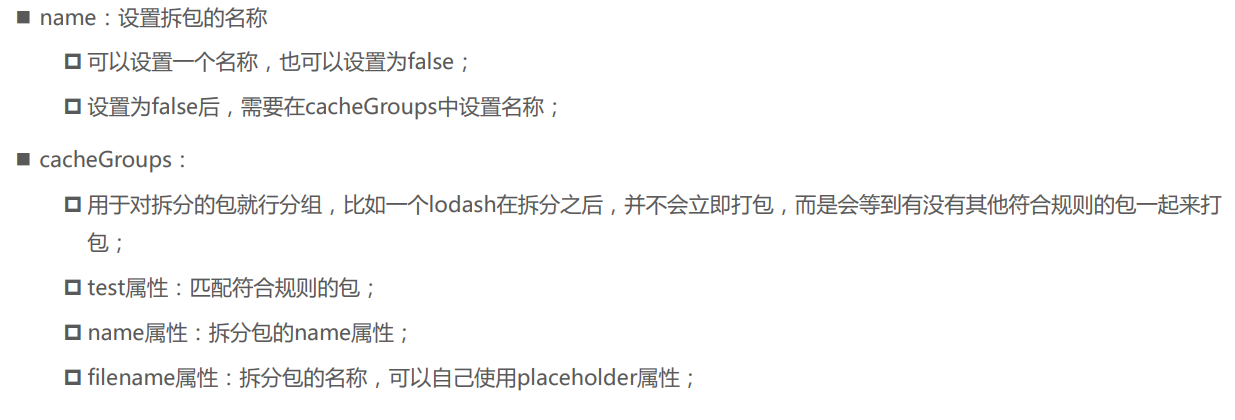 ■ name：设置拆包的名称
可以设置一个名称，也可以设置为false；
设置为false后，需要在cacheGroups中设置名称；
■ cacheGroups：
用于对拆分的包就行分组，比如一个lodash在拆分之后，并不会立即打包，而是会等到有没有其他符合规则的包一起来打
包；
test属性：匹配符合规则的包；
name属性：拆分包的name属性；
filename属性：拆分包的名称，可以自己使用placeholder属性；